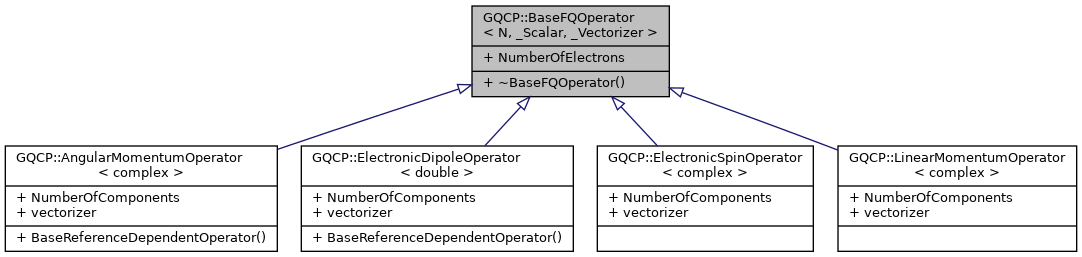 GQCP::BaseFQOperator
< N, _Scalar, _Vectorizer >
+ NumberOfElectrons
+ ~BaseFQOperator()
GQCP::AngularMomentumOperator
< complex >
+ NumberOfComponents
+ vectorizer
+ BaseReferenceDependentOperator()
GQCP::ElectronicDipoleOperator
< double >
+ NumberOfComponents
+ vectorizer
+ BaseReferenceDependentOperator()
GQCP::ElectronicSpinOperator
< complex >
+ NumberOfComponents
+ vectorizer
GQCP::LinearMomentumOperator
< complex >
+ NumberOfComponents
+ vectorizer